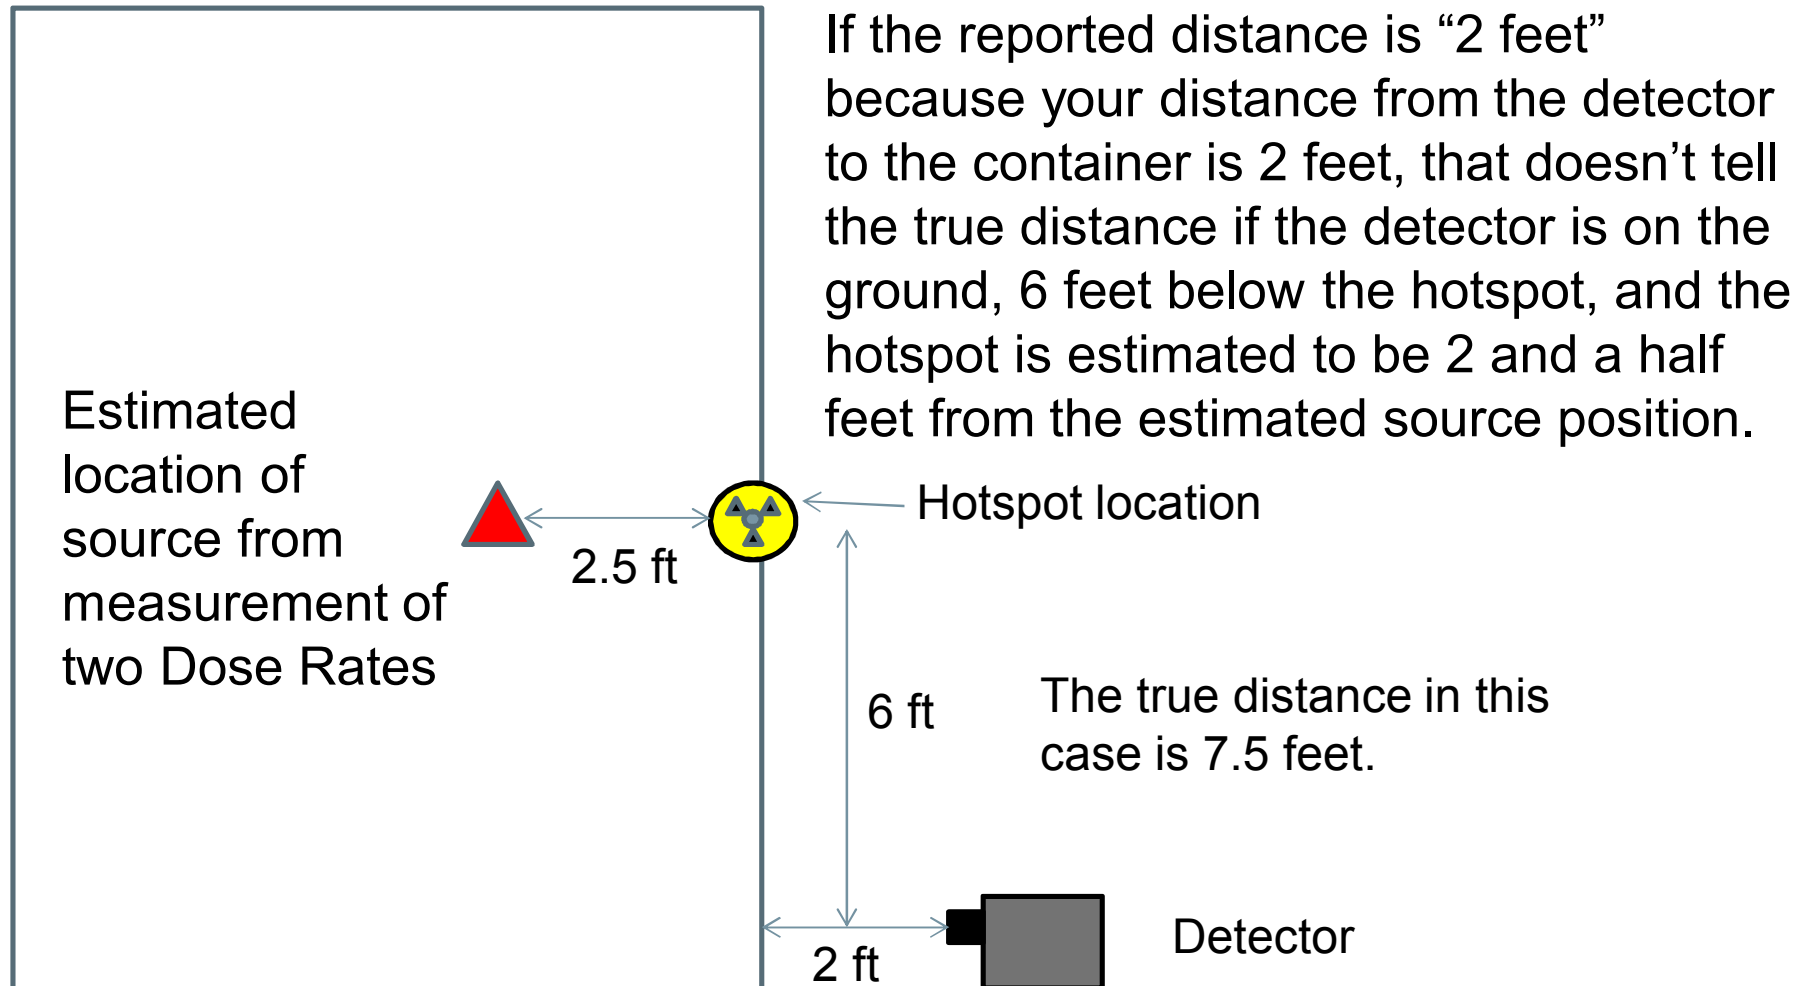 If the reported distance is “2 feet”
because your distance from the detector
to the container is 2 feet, that doesn’t tell
the true distance if the detector is on the
ground, 6 feet below the hotspot, and the
hotspot is estimated to be 2 and a half
feet from the estimated source position.
Estimated
location of
source from
measurement of
two Dose Rates
2.5 ft
Hotspot location
6 ft
The true distance in this
case is 7.5 feet.
2 ft
Detector